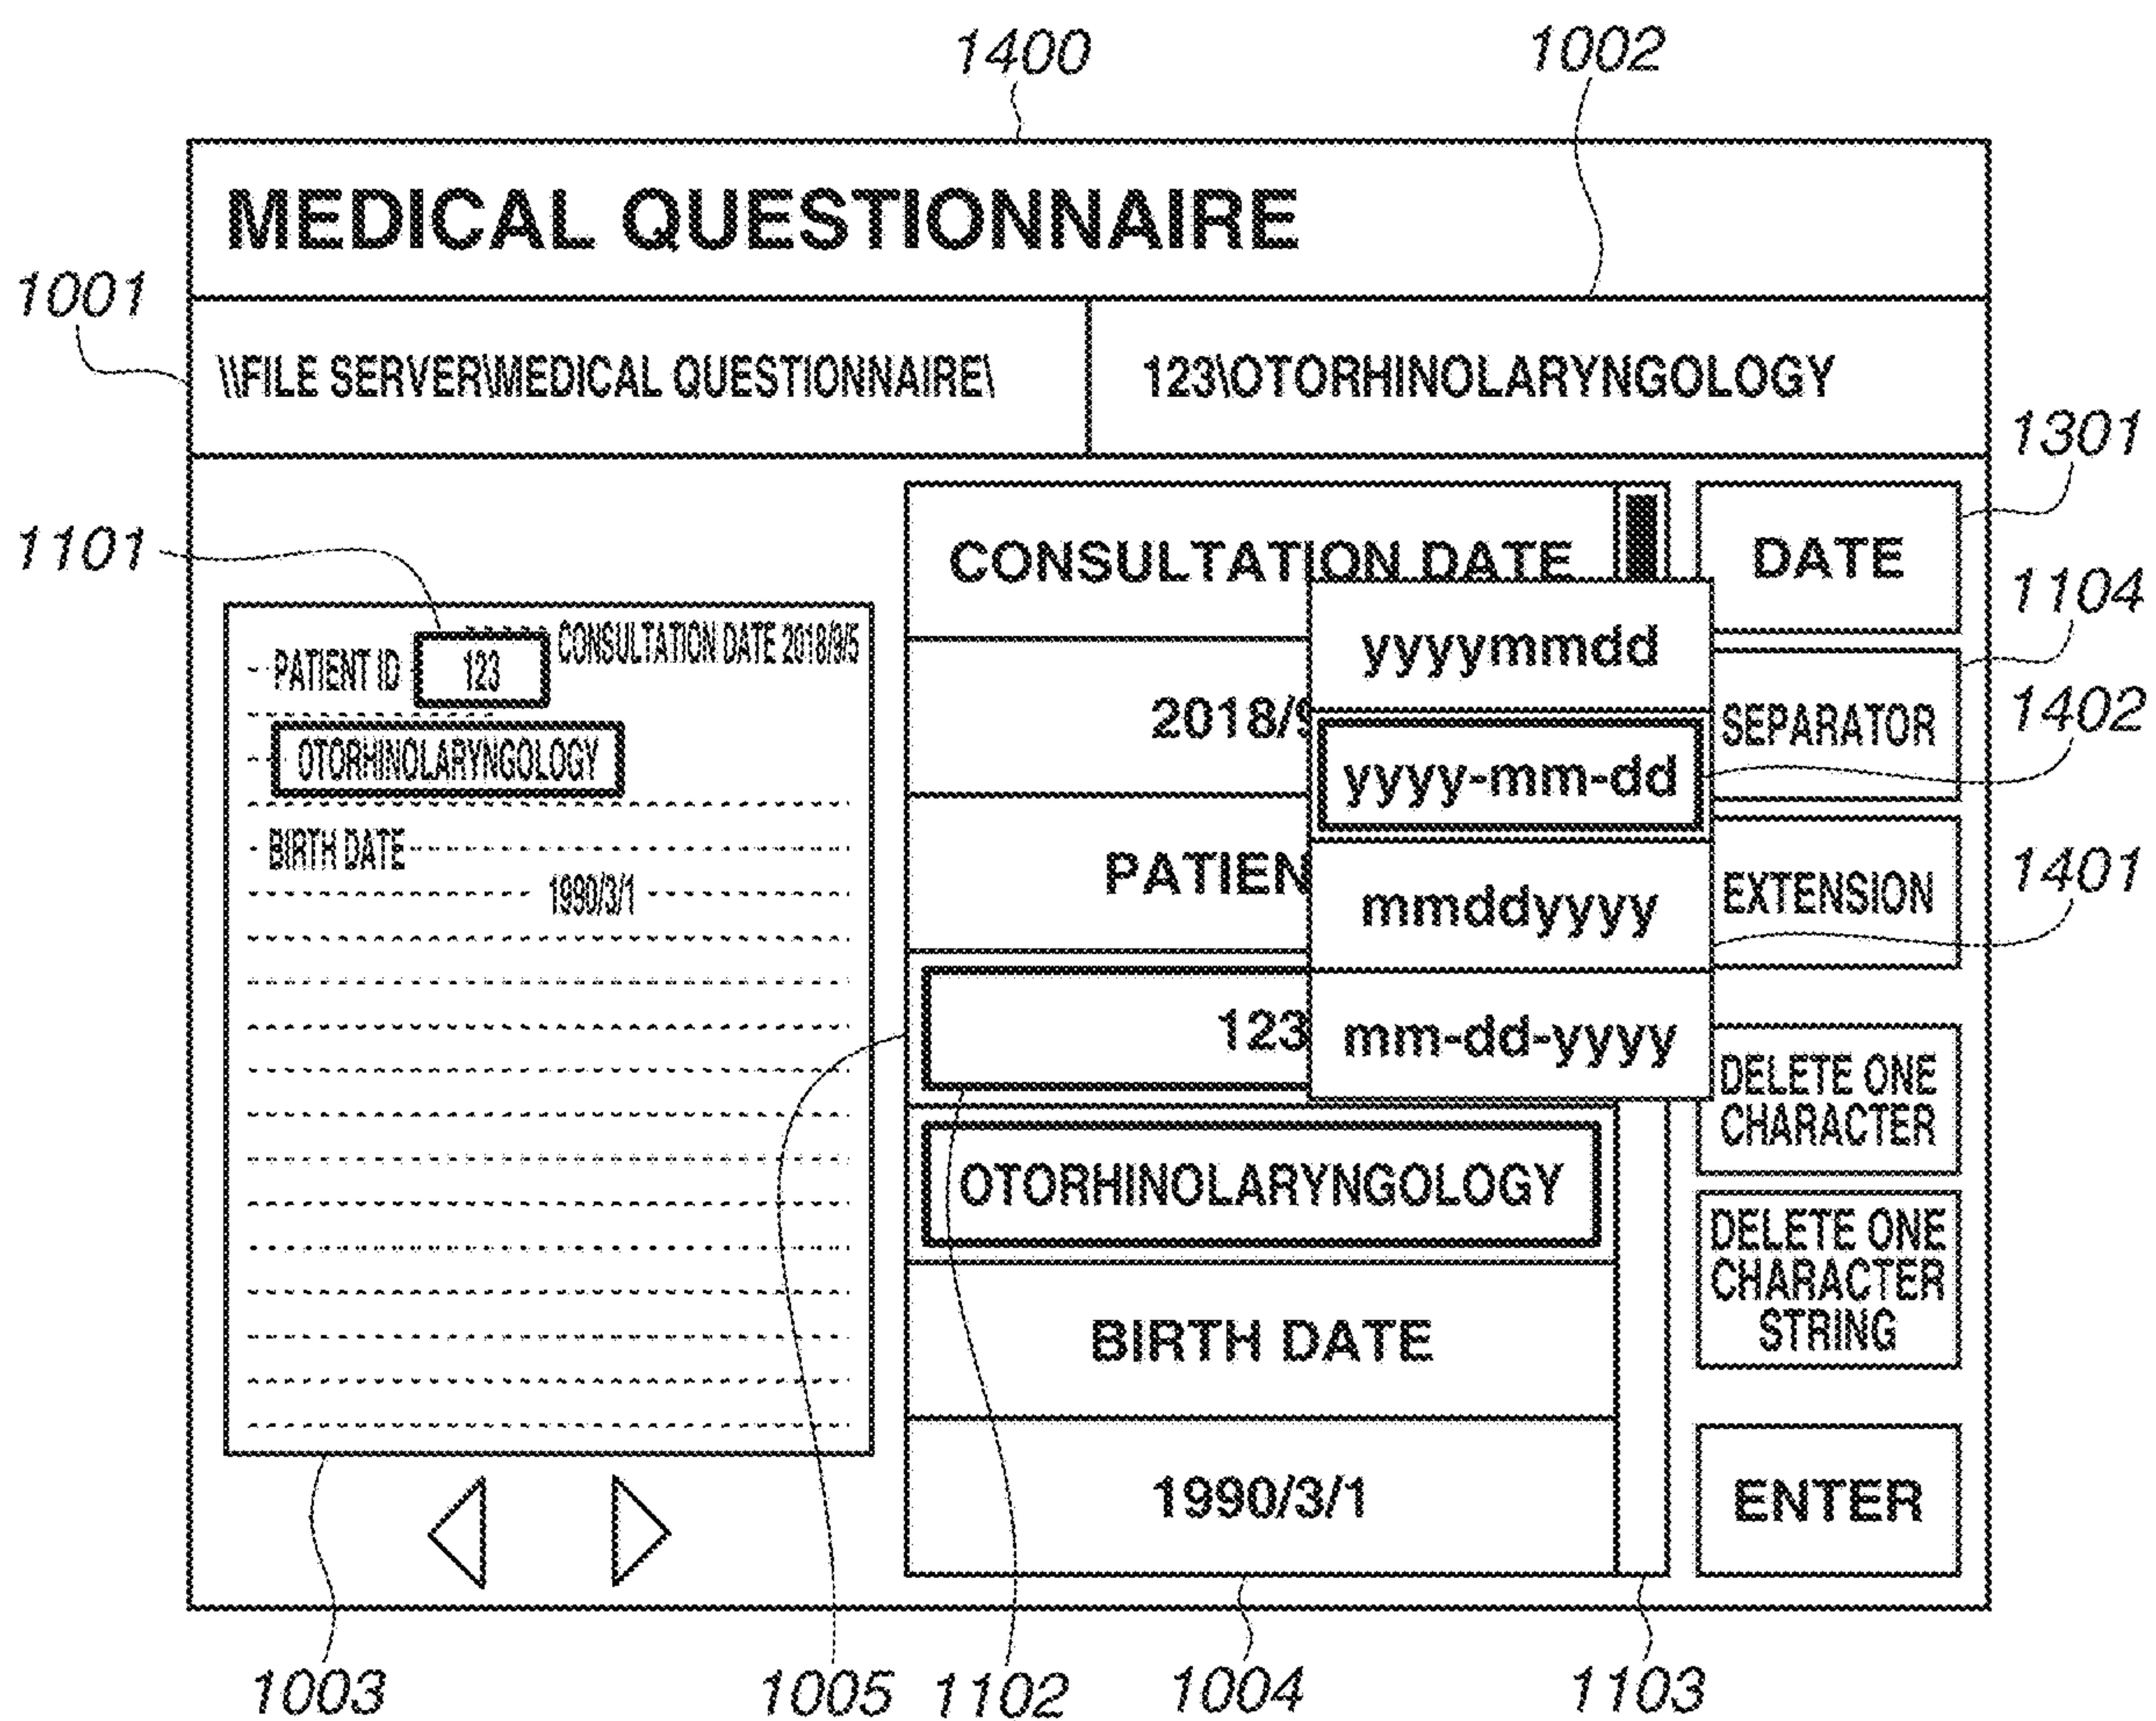 1400
1002
MEDICAL QUESTIONNAIRE
1001
\\FILE SERVER\MEDICAL QUESTIONNAIRE\
123\OTORHINOLARYNGOLOGY
1301
1101
CONSULTATION DATE
DATE
1104
yyyymmdd
PATIENT ID 123 CONSULTATION DATE 2018/9/5
2018/9
SEPARATOR
1402
OTORHINOLARYNGOLOGY
yyyy-mm-dd
BIRTH DATE
1990/3/1
PATIEN
mmddyyyy
EXTENSION
1401
123
mm-dd-yyyy
DELETE ONE
CHARACTER
OTORHINOLARYNGOLOGY
DELETE ONE
CHARACTER
STRING
BIRTH DATE
1990/3/1
ENTER
1003
1005
1102
1004
1103